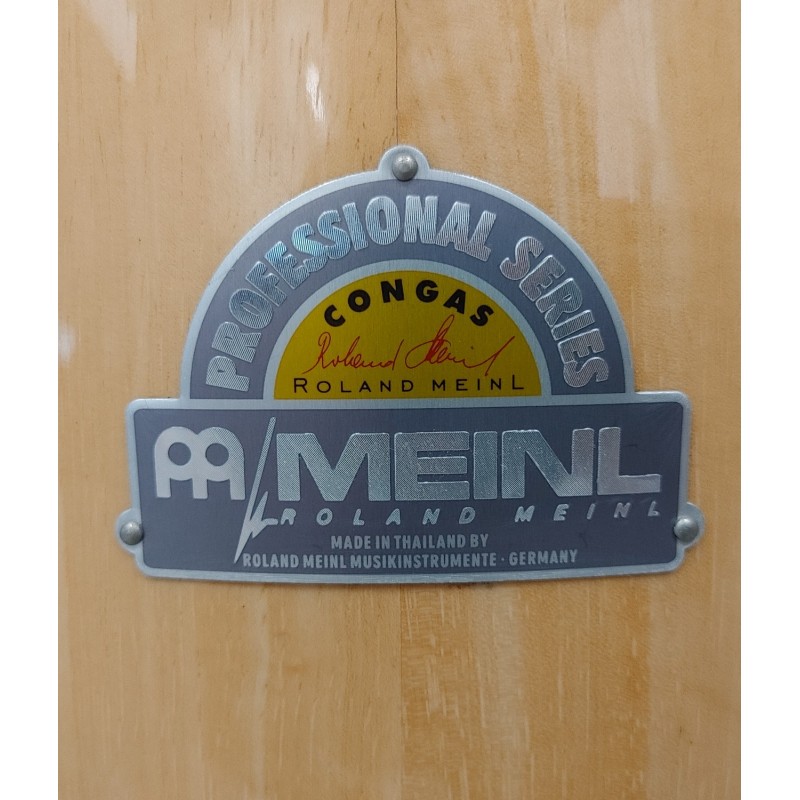 PROFESSIONAL SERIES
CONGAS
Roland Meinl
ROLAND MEINL
MEINL
ROLAND MEINL
MADE IN THAILAND BY
ROLAND MEINL MUSIKINSTRUMENTE · GERMANY